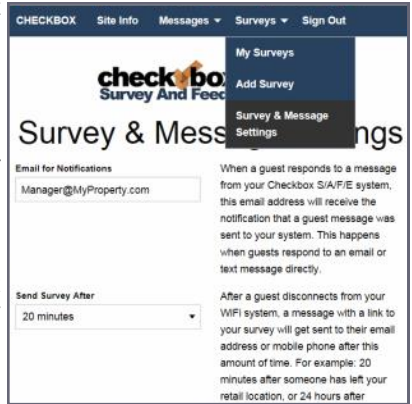 CHECKBOX Site Info Messages Surveys Sign Out
My Surveys
Add Survey
Survey & Message
Settings
check box
Survey And Feed
Survey & Mess ngs
Email for Notifications
Manager@MyProperty.com
When a guest responds to a message
from your Checkbox S/A/F/E system,
this email address will receive the
notification that a guest message was
sent to your system. This happens
when guests respond to an email or
text message directly.
Send Survey After
20 minutes
After a guest disconnects from your
WiFi system, a message with a link to
your survey will get sent to their email
address or mobile phone after this
amount of time. For example: 20
minutes after someone has left your
retail location, or 24 hours after